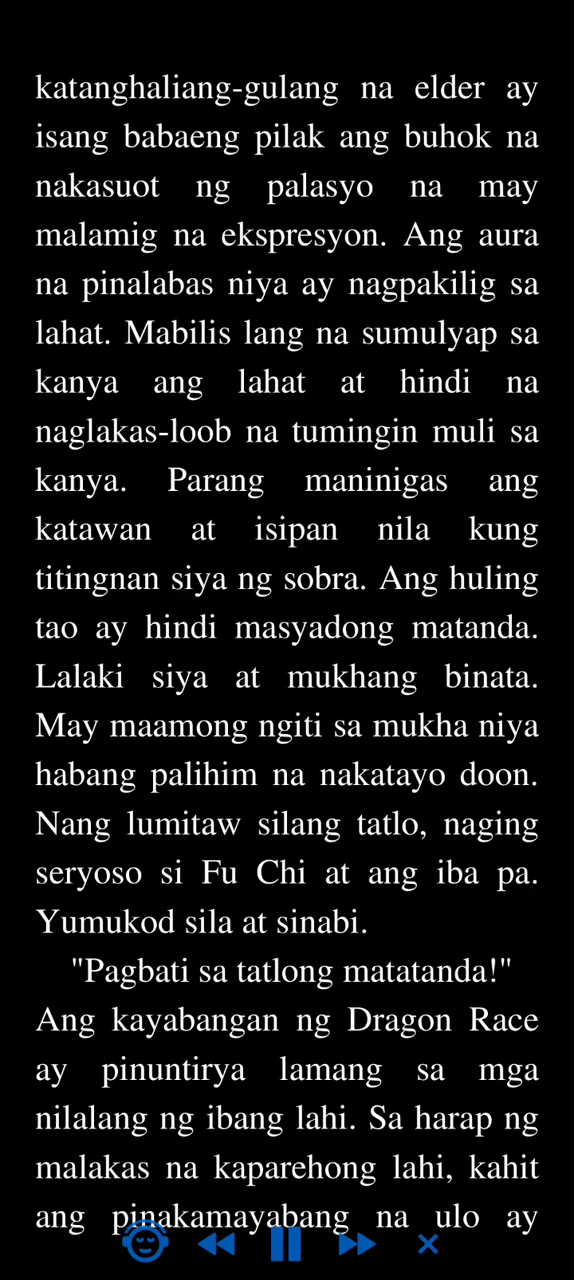 katanghaliang-gulang na elder ay
isang babaeng pilak ang buhok na
nakasuot ng palasyo na may
malamig na ekspresyon. Ang aura
na pinalabas niya ay nagpakilig sa
lahat. Mabilis lang na sumulyap sa
kanya ang lahat at hindi na
naglakas-loob na tumingin muli sa
kanya. Parang maninigas ang
katawan at isipan nila kung
titingnan siya ng sobra. Ang huling
tao ay hindi masyadong matanda.
Lalaki siya at mukhang binata.
May maamong ngiti sa mukha niya
habang palihim na nakatayo doon.
Nang lumitaw silang tatlo, naging
seryoso si Fu Chi at ang iba pa.
Yumukod sila at sinabi.
"Pagbati sa tatlong matatanda!"
Ang kayabangan ng Dragon Race
ay pinuntirya lamang sa mga
nilalang ng ibang lahi. Sa harap ng
malakas na kaparehong lahi, kahit
ang pinakamayabang na ulo ay